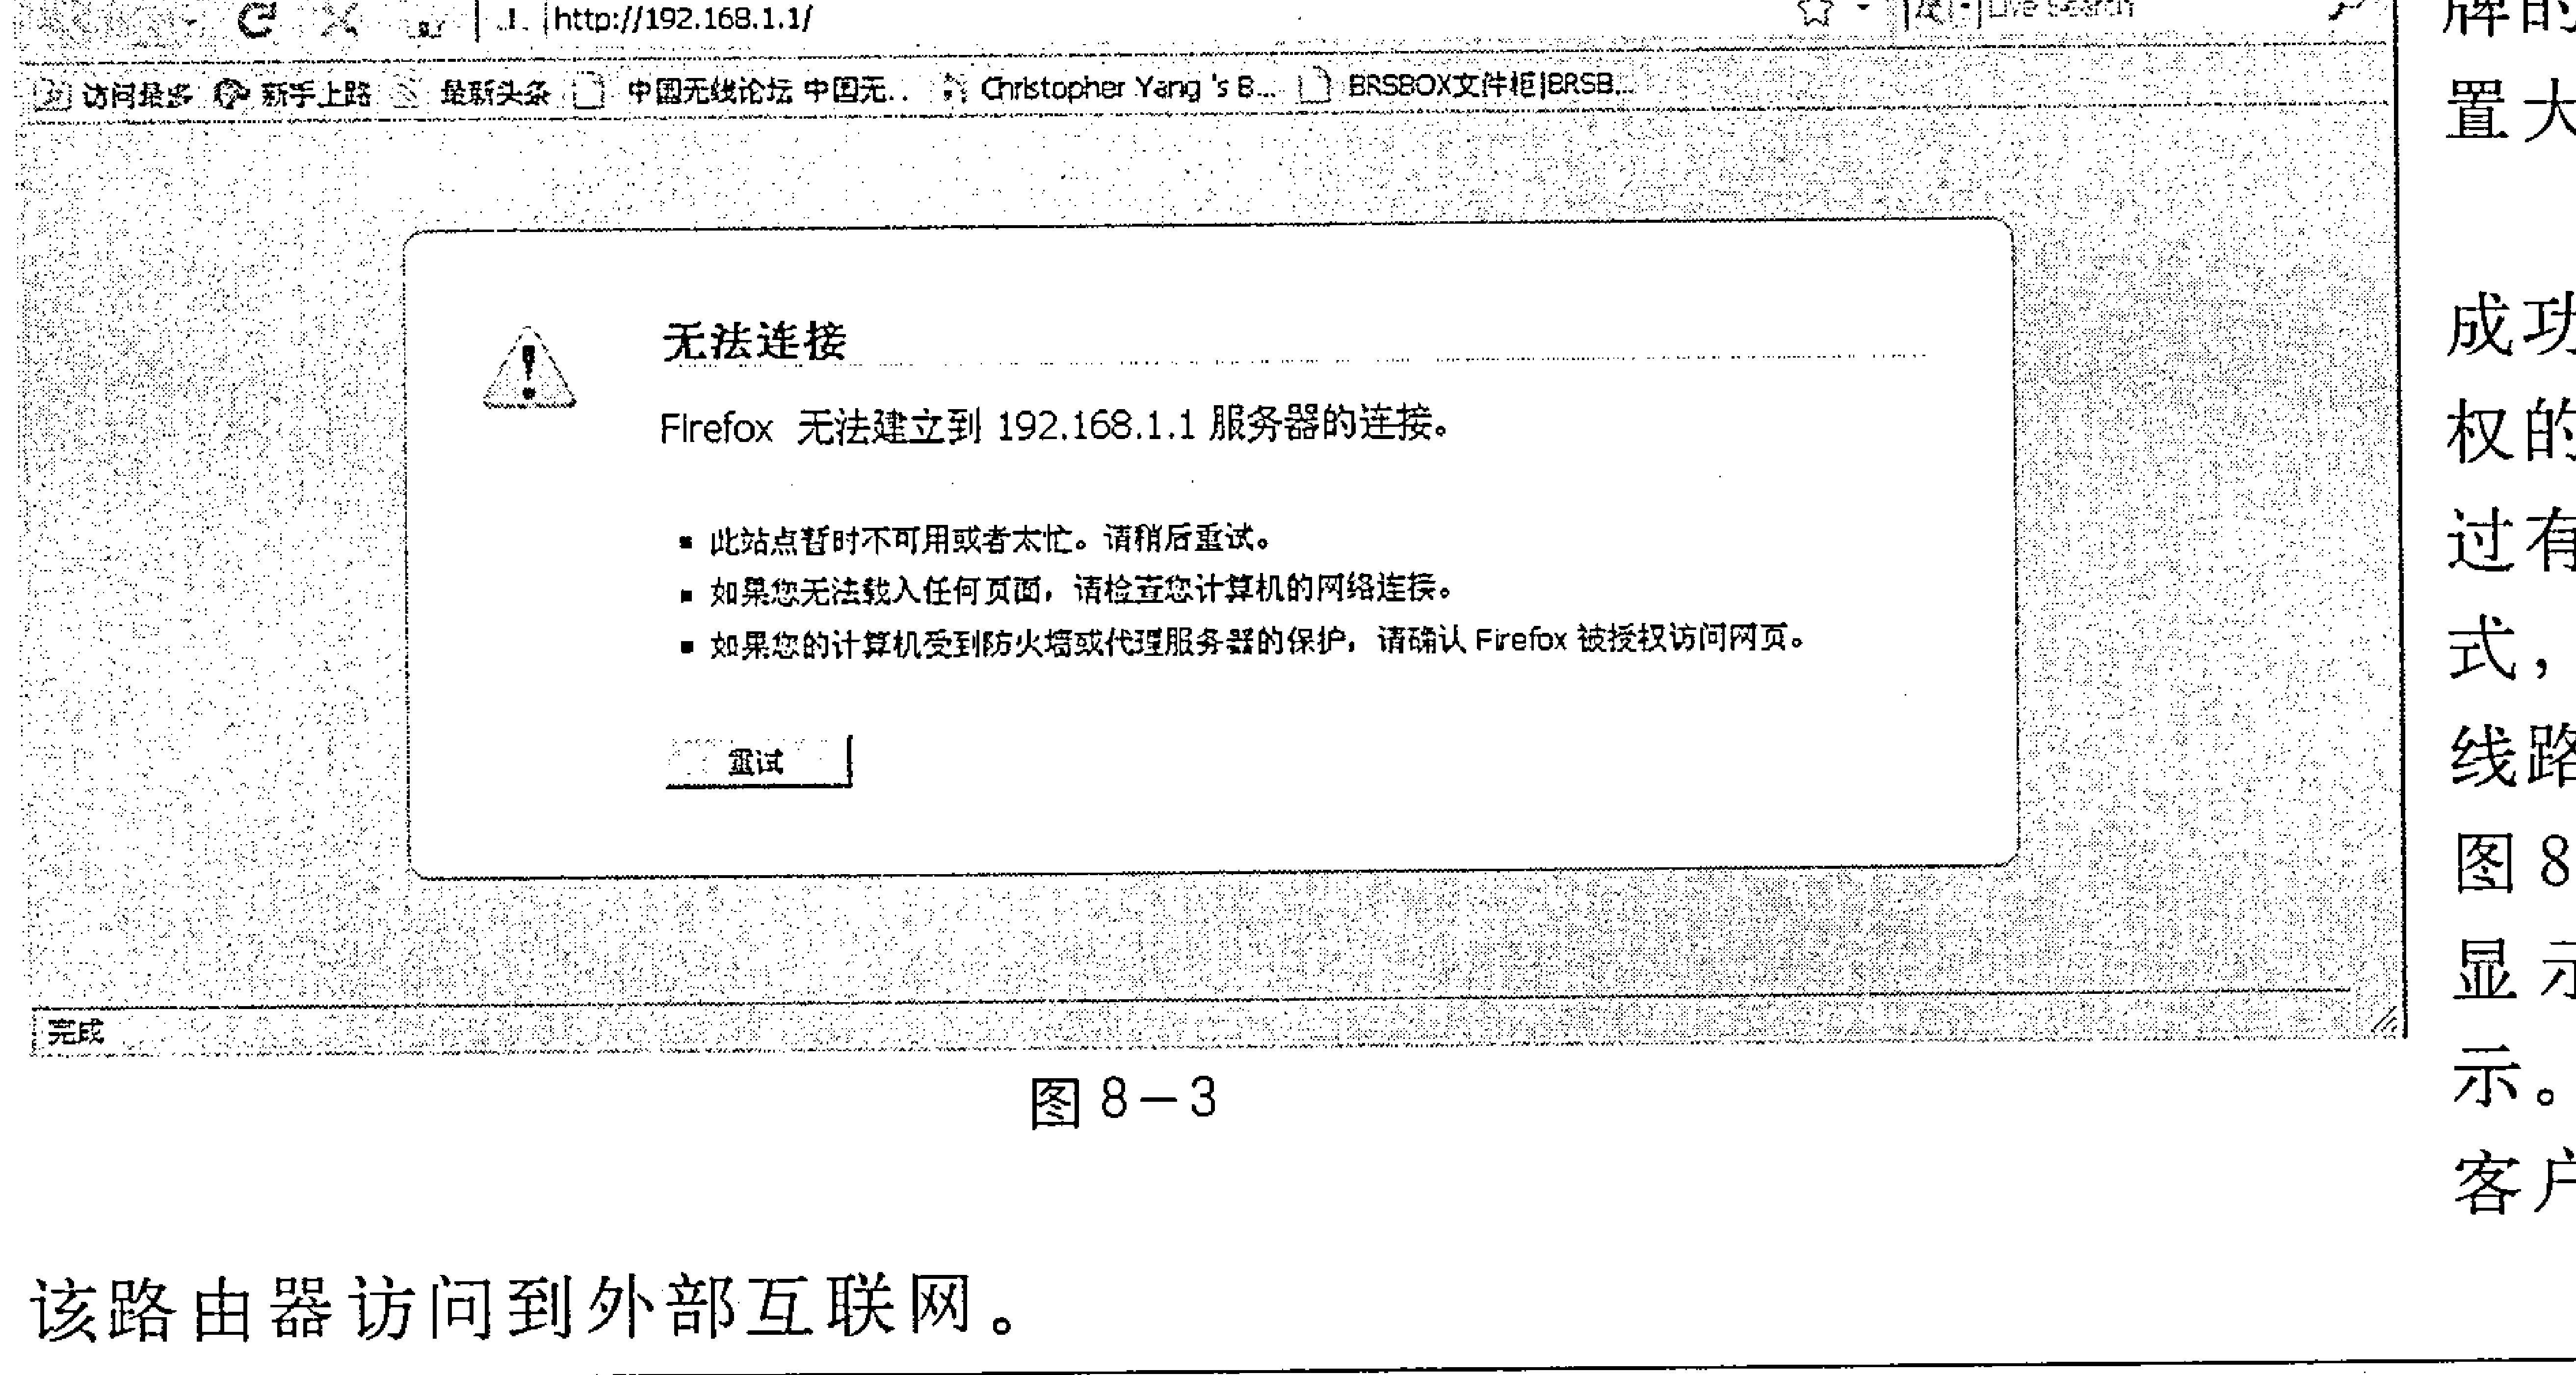 http://192.168.1.1/
Live Search
访问最多 新手上路 最新头条 中国无线论坛 中国无.. Christopher Yang 's B... BRSBOX文件柜|BRSB...
无法连接
Firefox 无法建立到 192.168.1.1 服务器的连接。
▪ 此站点暂时不可用或者太忙。请稍后重试。
▪ 如果您无法载入任何页面，请检查您计算机的网络连接。
▪ 如果您的计算机受到防火墙或代理服务器的保护，请确认 Firefox 被授权访问网页。
重试
完成
图 8－3
牌的
置大
成功
权的
过有
式，
线路
图 8
显示
示。
客户
该路由器访问到外部互联网。